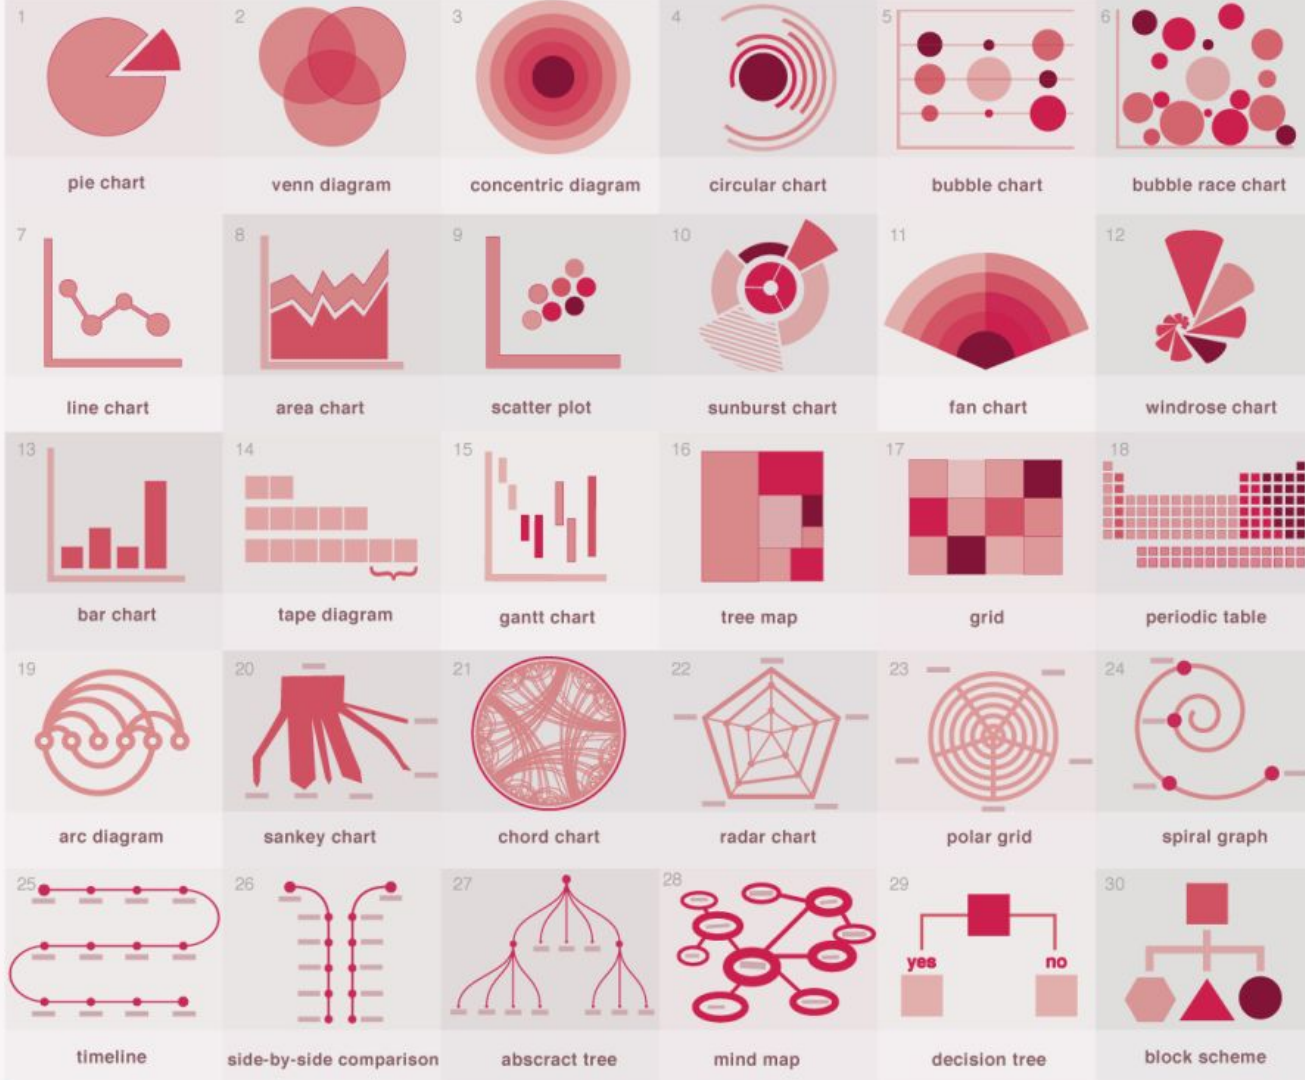 1 2 3 4 5 6
pie chart venn diagram concentric diagram circular chart bubble chart bubble race chart
7 8 9 10 11 12
line chart area chart scatter plot sunburst chart fan chart windrose chart
13 14 15 16 17 18
bar chart tape diagram gantt chart tree map grid periodic table
19 20 21 22 23 24
arc diagram sankey chart chord chart radar chart polar grid spiral graph
25 26 27 28 29 30
yes no
timeline side-by-side comparison abscract tree mind map decision tree block scheme